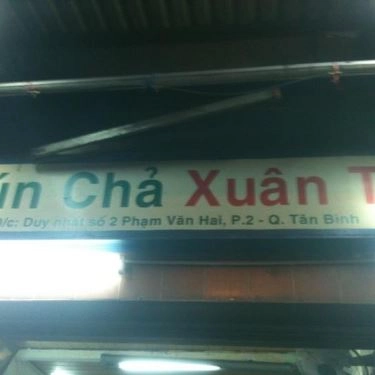 ún Chả Xuân T
Đ/c: Duy nhất số 2 Phạm Văn Hai, P.2 - Q. Tân Bình